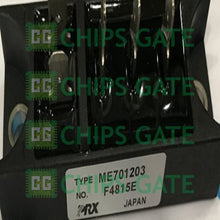 CHIPS GATE
CHIPS GATE
CHIPS GATE
CHIPS GATE
TYPE ME701203
NO. F4815E
PRX JAPAN